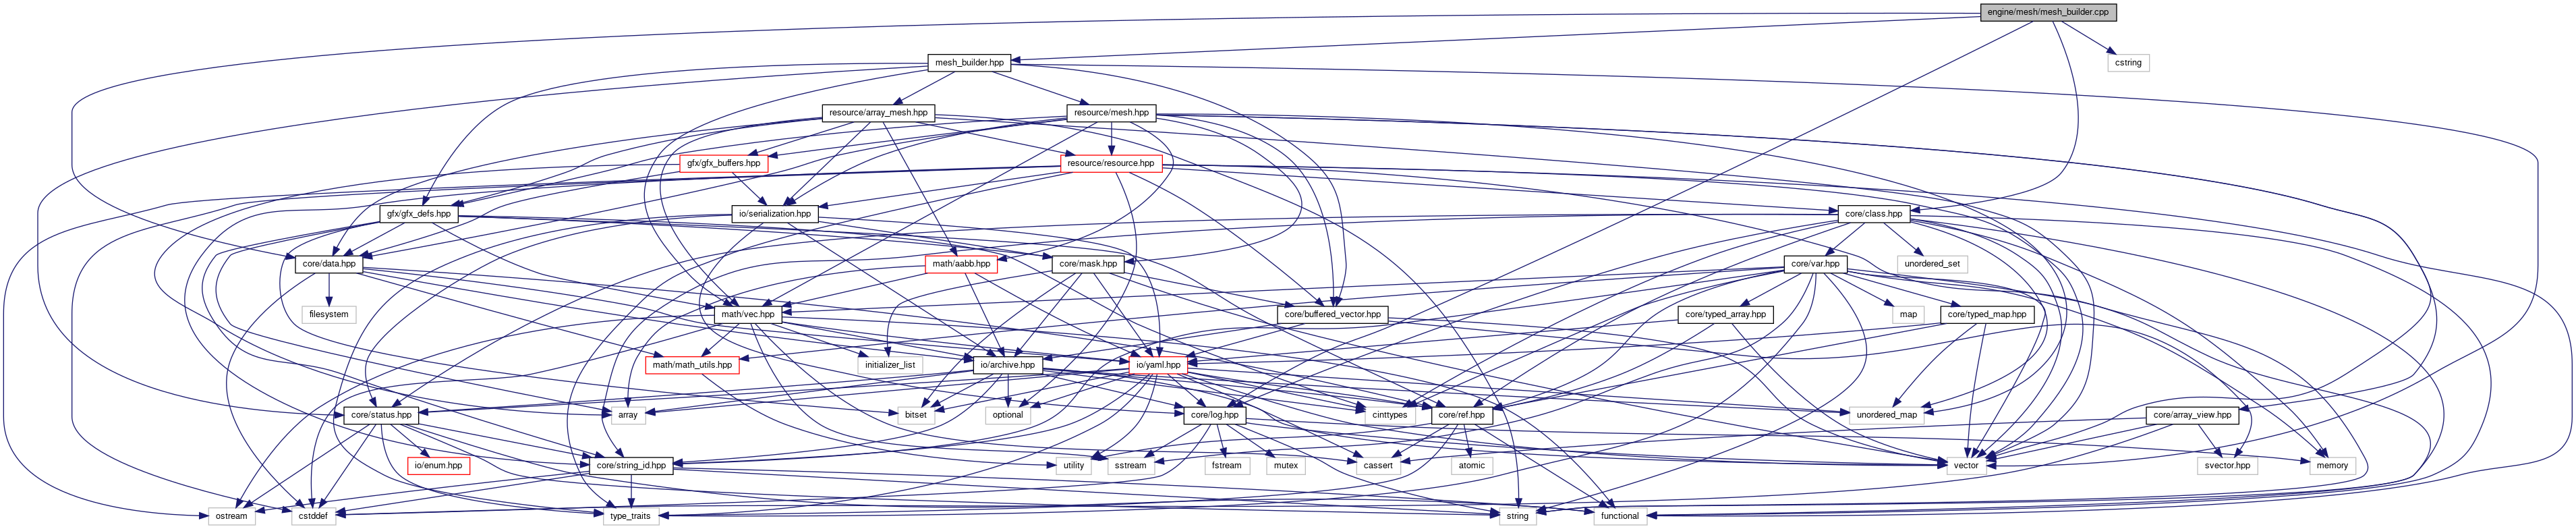 engine/mesh/mesh_builder.cpp
mesh_builder.hpp
cstring
resource/array_mesh.hpp
resource/mesh.hpp
gfx/gfx_buffers.hpp
resource/resource.hpp
gfx/gfx_defs.hpp
io/serialization.hpp
core/class.hpp
core/data.hpp
math/aabb.hpp
core/mask.hpp
core/var.hpp
unordered_set
filesystem
math/vec.hpp
core/buffered_vector.hpp
core/typed_array.hpp
map
core/typed_map.hpp
math/math_utils.hpp
initializer_list
io/archive.hpp
io/yaml.hpp
core/status.hpp
array
bitset
optional
core/log.hpp
cinttypes
core/ref.hpp
unordered_map
core/array_view.hpp
io/enum.hpp
core/string_id.hpp
utility
sstream
fstream
mutex
cassert
atomic
vector
svector.hpp
memory
ostream
cstddef
type_traits
string
functional